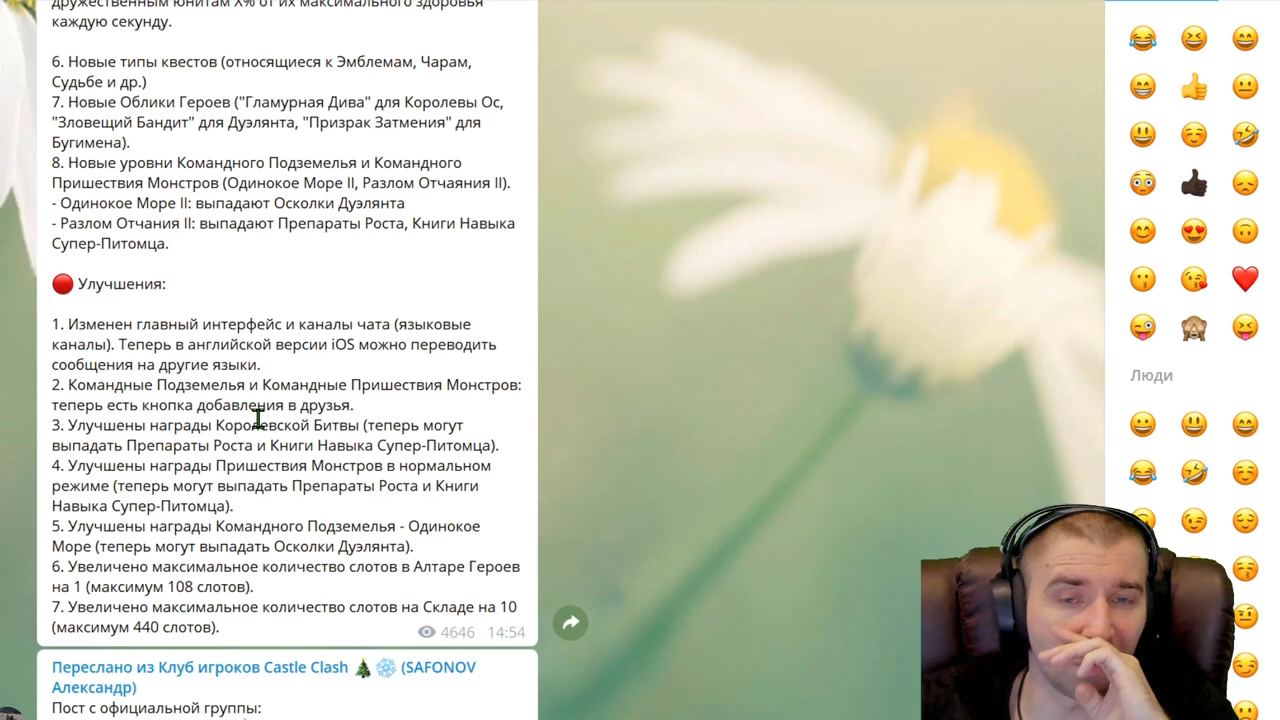 дружественным юнитам X% от их максимального здоровья
каждую секунду.
6. Новые типы квестов (относящиеся к Эмблемам, Чарам,
Судьбе и др.)
7. Новые Облики Героев ("Гламурная Дива" для Королевы Ос,
"Зловещий Бандит" для Дуэлянта, "Призрак Затмения" для
Бугимена).
8. Новые уровни Командного Подземелья и Командного
Пришествия Монстров (Одинокое Море II, Разлом Отчаяния II).
- Одинокое Море II: выпадают Осколки Дуэлянта
- Разлом Отчания II: выпадают Препараты Роста, Книги Навыка
Супер-Питомца.
Улучшения:
1. Изменен главный интерфейс и каналы чата (языковые
каналы). Теперь в английской версии iOS можно переводить
сообщения на другие языки.
2. Командные Подземелья и Командные Пришествия Монстров:
теперь есть кнопка добавления в друзья.
3. Улучшены награды Королевской Битвы (теперь могут
выпадать Препараты Роста и Книги Навыка Супер-Питомца).
4. Улучшены награды Пришествия Монстров в нормальном
режиме (теперь могут выпадать Препараты Роста и Книги
Навыка Супер-Питомца).
5. Улучшены награды Командного Подземелья - Одинокое
Море (теперь могут выпадать Осколки Дуэлянта).
6. Увеличено максимальное количество слотов в Алтаре Героев
на 1 (максимум 108 слотов).
7. Увеличено максимальное количество слотов на Складе на 10
(максимум 440 слотов).
4646 14:54
Переслано из Клуб игроков Castle Clash (SAFONOV
Александр)
Пост с официальной группы:
Люди